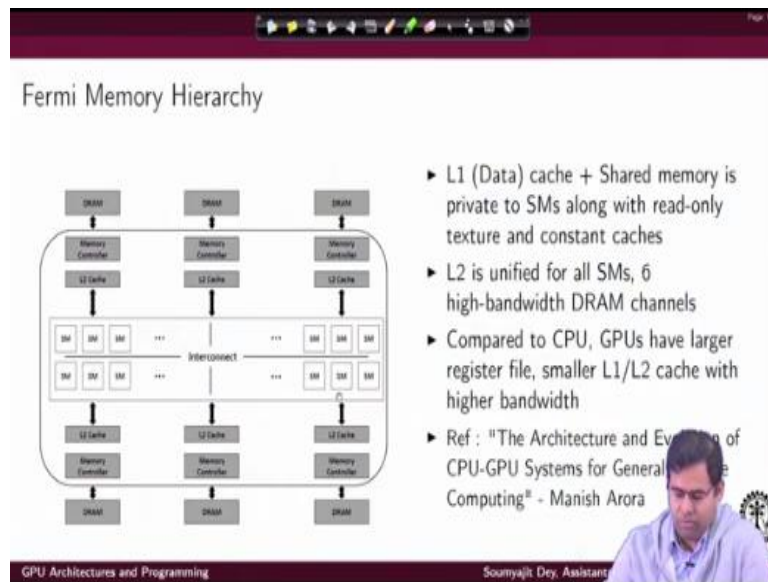 Page
Fermi Memory Hierarchy
DRAM DRAM DRAM
Memory Controller Memory Controller Memory Controller
L2 Cache L2 Cache L2 Cache
SM SM SM ... ... SM SM SM
Interconnect
SM SM SM ... ... SM SM SM
L2 Cache L2 Cache L2 Cache
Memory Controller Memory Controller Memory Controller
DRAM DRAM DRAM
► L1 (Data) cache + Shared memory is
private to SMs along with read-only
texture and constant caches
► L2 is unified for all SMs, 6
high-bandwidth DRAM channels
► Compared to CPU, GPUs have larger
register file, smaller L1/L2 cache with
higher bandwidth
► Ref : "The Architecture and of
CPU-GPU Systems for General
Computing" - Manish Arora
GPU Architectures and Programming
Soumyajit Dey, Assistant